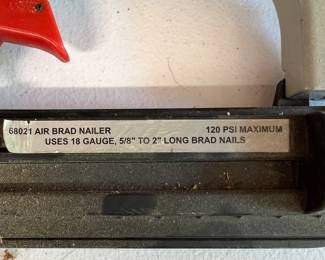 68021 AIR BRAD NAILER 120 PSI MAXIMUM
USES 18 GAUGE, 5/8" TO 2" LONG BRAD NAILS